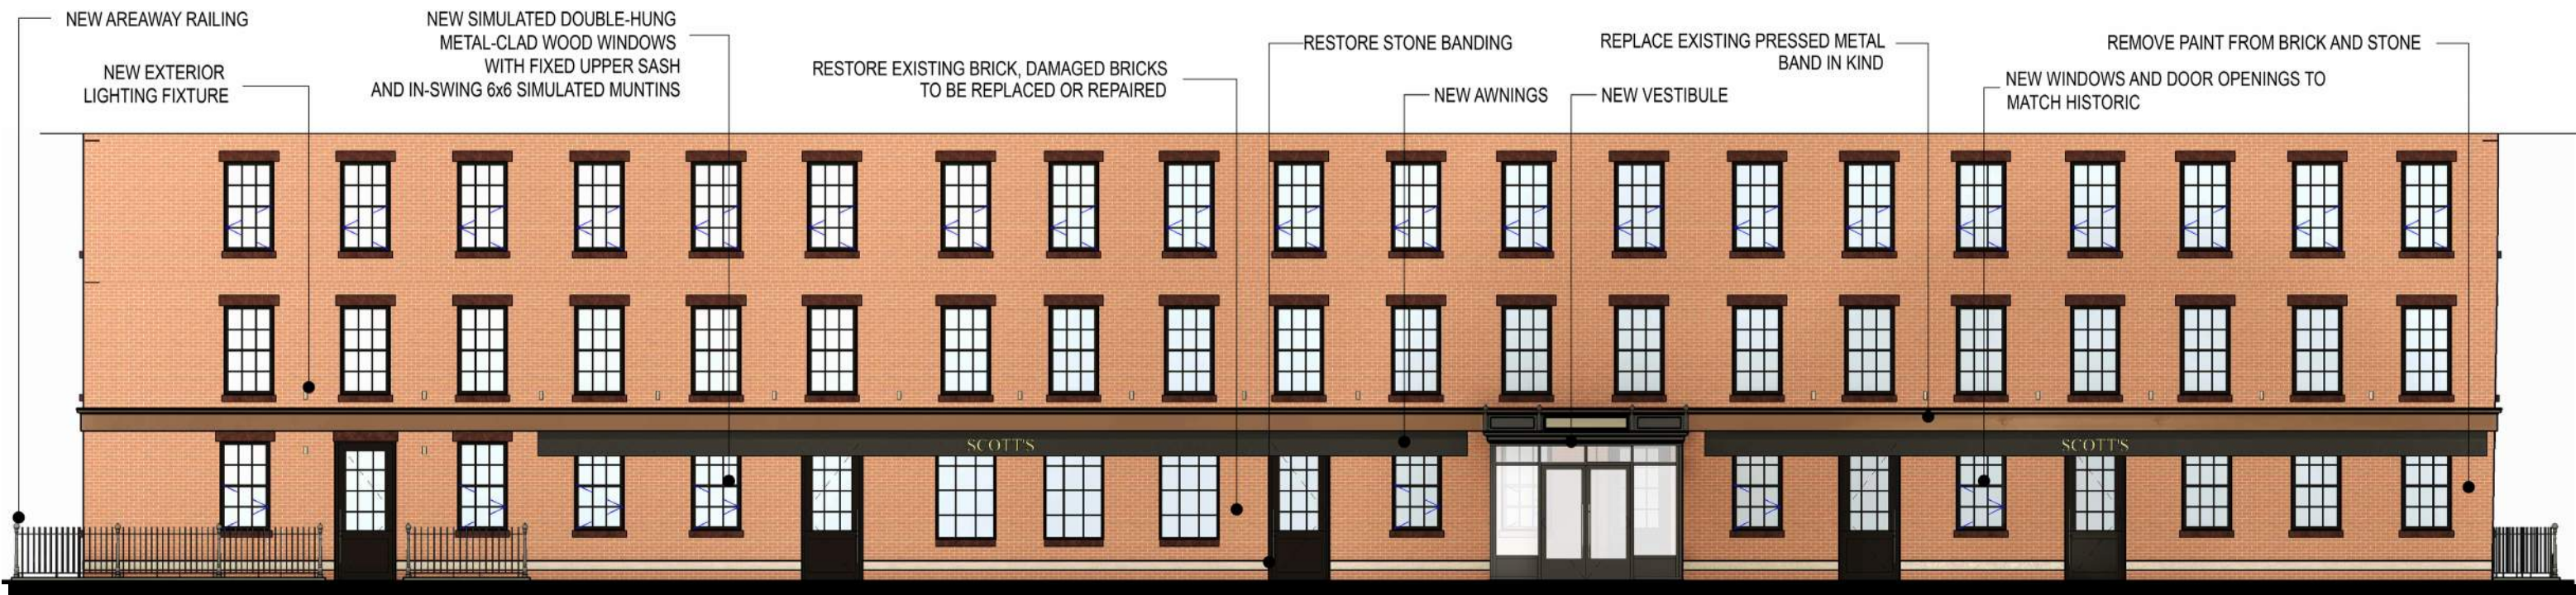 NEW AREAWAY RAILING
NEW EXTERIOR
LIGHTING FIXTURE
NEW SIMULATED DOUBLE-HUNG
METAL-CLAD WOOD WINDOWS
WITH FIXED UPPER SASH
AND IN-SWING 6x6 SIMULATED MUNTINS
RESTORE EXISTING BRICK, DAMAGED BRICKS
TO BE REPLACED OR REPAIRED
RESTORE STONE BANDING
NEW AWNINGS
NEW VESTIBULE
REPLACE EXISTING PRESSED METAL
BAND IN KIND
NEW WINDOWS AND DOOR OPENINGS TO
MATCH HISTORIC
REMOVE PAINT FROM BRICK AND STONE
SCOTT'S
SCOTT'S